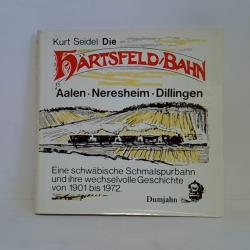 Kurt Seidel Die
HÄRTSFELD/BAHN
Aalen · Neresheim · Dillingen
Eine schwäbische Schmalspurbahn
und ihre wechselvolle Geschichte
von 1901 bis 1972.
Dumjahn